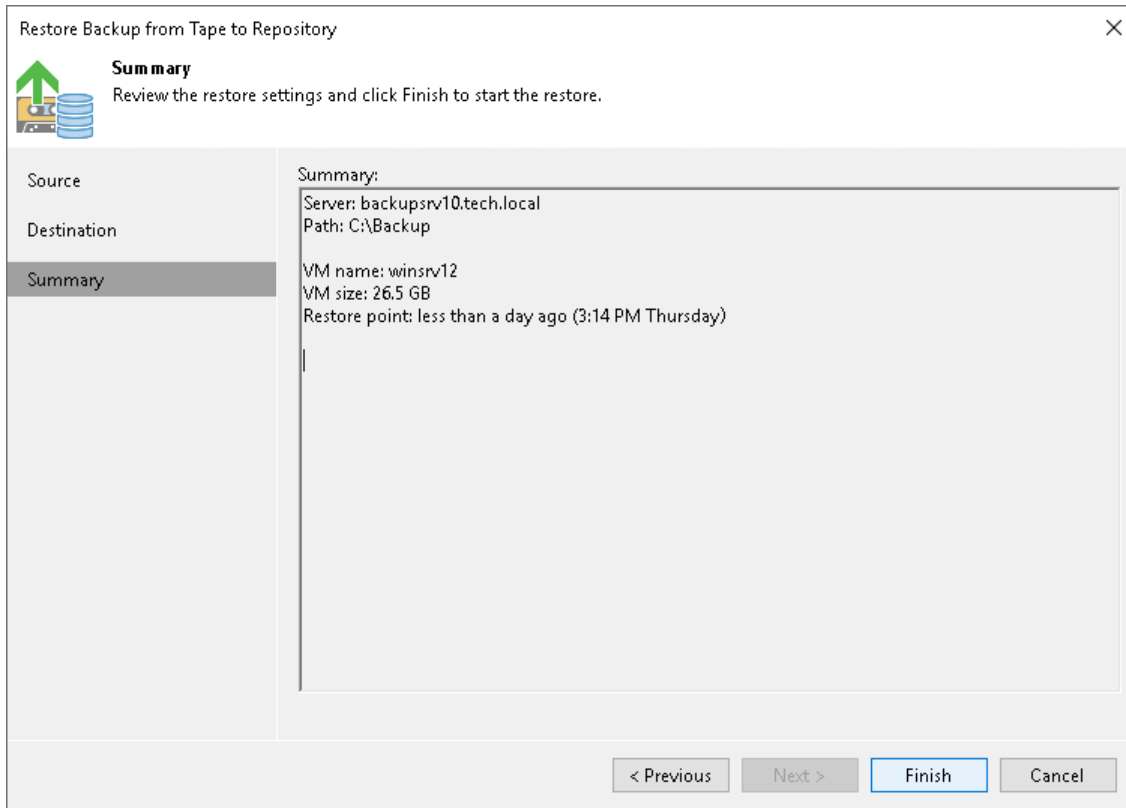 Restore Backup from Tape to Repository
Summary
Review the restore settings and click Finish to start the restore.
Source
Destination
Summary
Summary:
Server: backupsrv10.tech.local
Path: C:\Backup
VM name: winsrv12
VM size: 26.5 GB
Restore point: less than a day ago (3:14 PM Thursday)
< Previous
Next >
Finish
Cancel